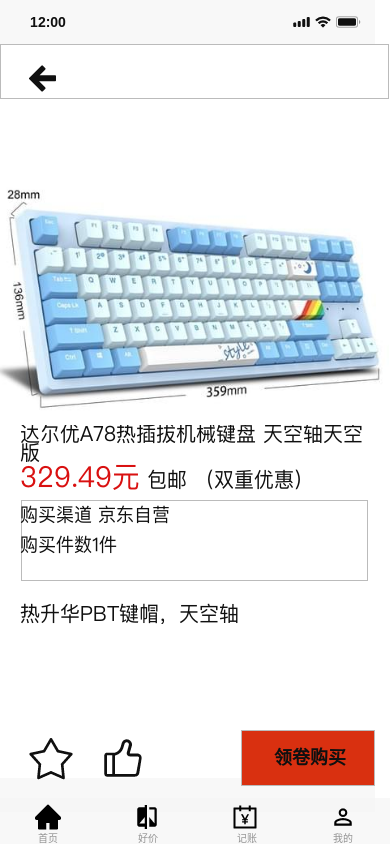 12:00
28mm
136mm
359mm
style
达尔优A78热插拔机械键盘 天空轴天空
版
329.49元 包邮 （双重优惠）
购买渠道 京东自营
购买件数1件
热升华PBT键帽，天空轴
领卷购买
首页 好价 记账 我的